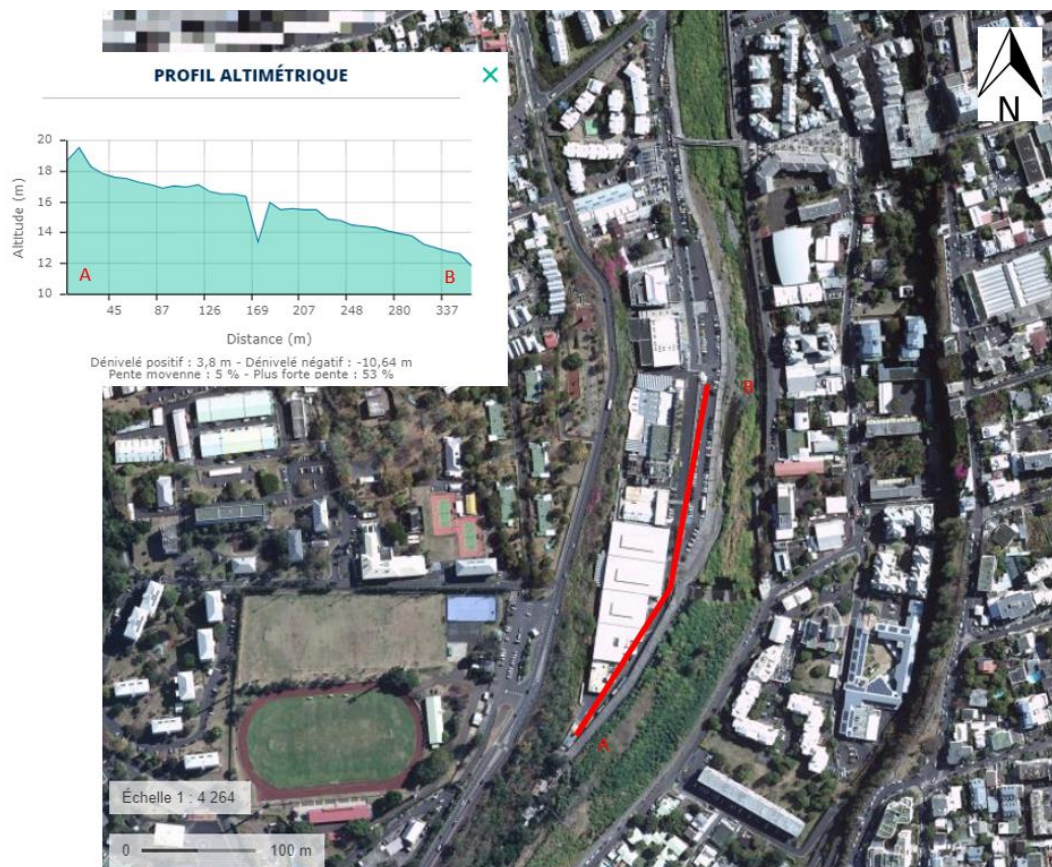 PROFIL ALTIMÉTRIQUE
×
N
20
18
16
14
12
10
Altitude (m)
A
B
45 87 126 169 207 248 280 337
Distance (m)
Dénivelé positif : 3,8 m - Dénivelé négatif : -10,64 m
Pente moyenne : 5 % - Plus forte pente : 53 %
B
A
Échelle 1 : 4 264
0 100 m